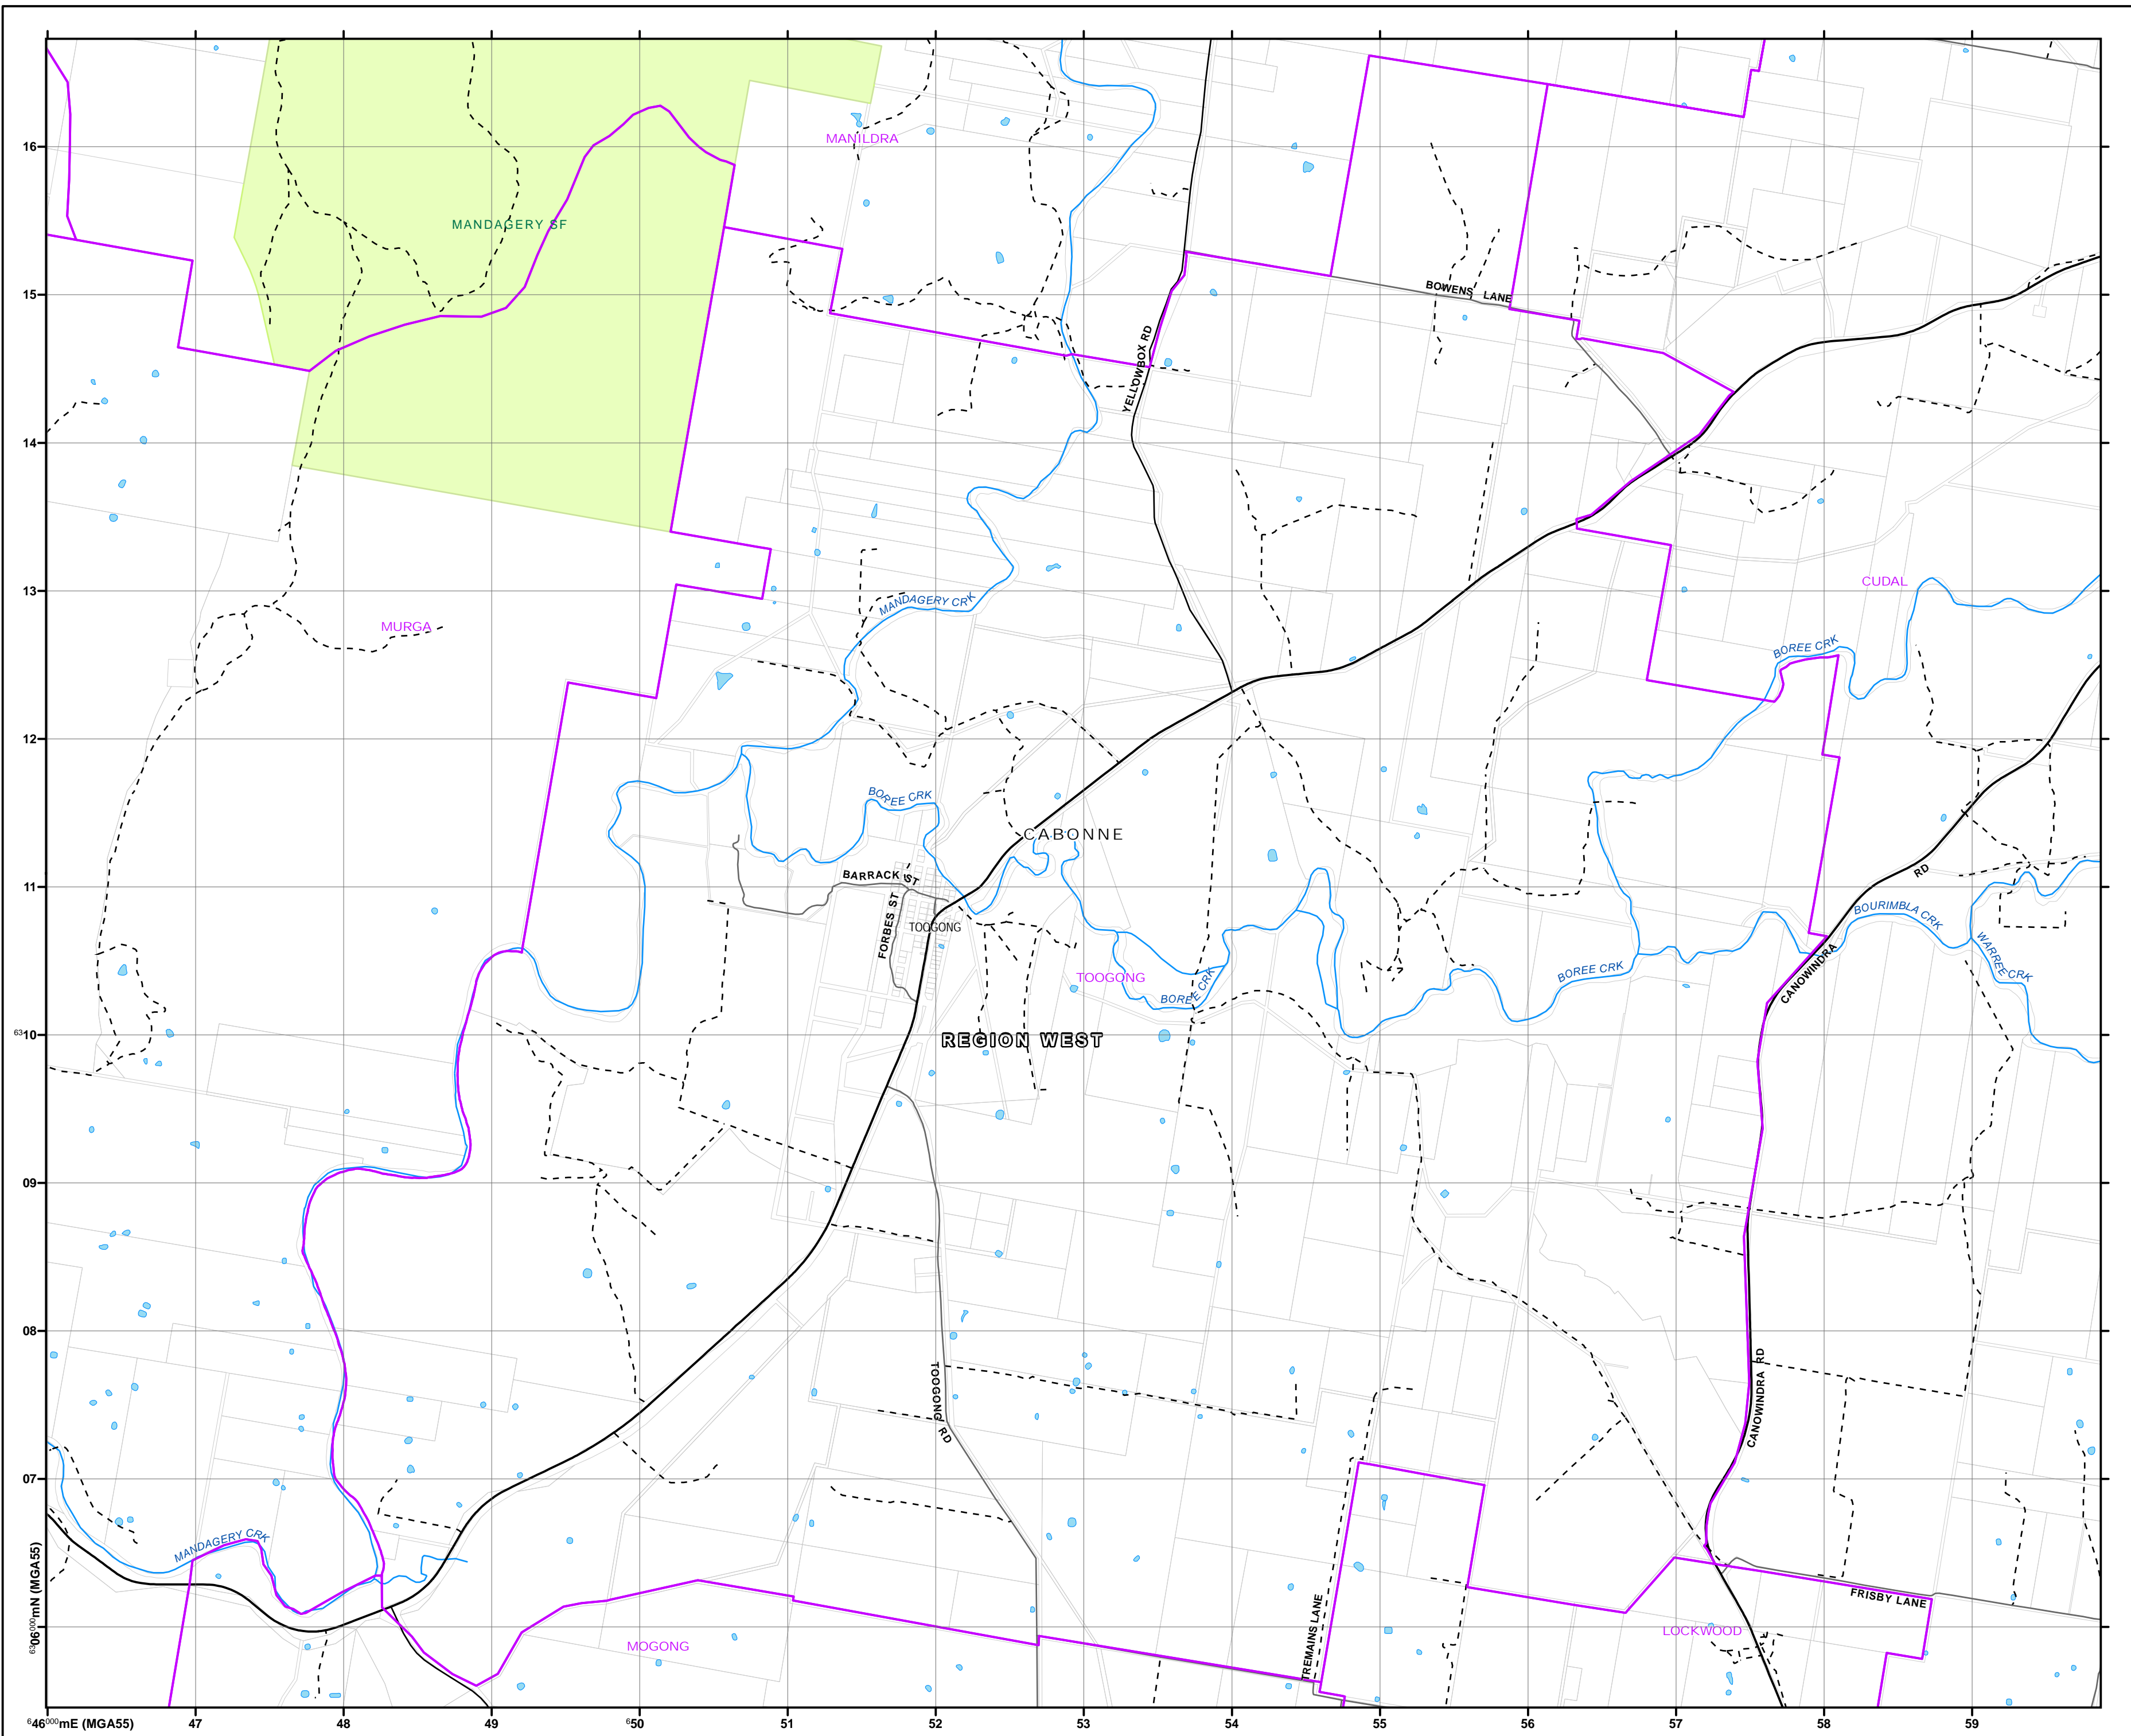 MANILDRA
16
MANDAGERY SF
15
BOWENS LANE
YELLOWBOX RD
14
13
CUDAL
MANDAGERY CRK
MURGA
BOREE CRK
12
BOREE CRK
CABONNE
BARRACK ST
11
RD
FORBES ST
TOOGONG
BOURIMBLA CRK
WARREE CRK
TOOGONG
BOREE CRK
BOREE CRK
CANOWINDRA
6310
REGION WEST
09
08
TOOGONG RD
CANOWINDRA RD
07
MANDAGERY CRK
FRISBY LANE
TREMAINS LANE
6306000mN (MGA55)
MOGONG
LOCKWOOD
646000mE (MGA55) 47 48 49 650 51 52 53 54 55 56 57 58 59